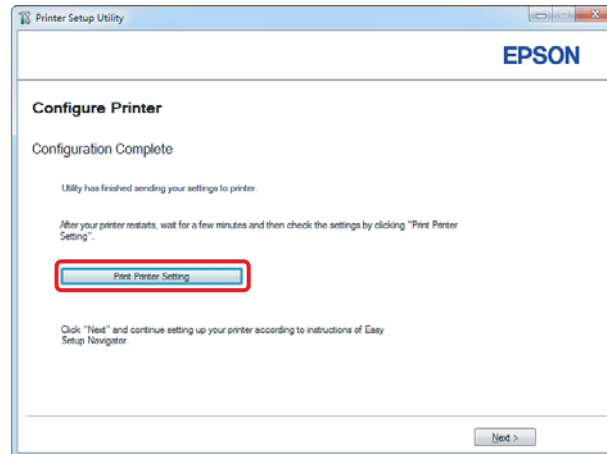 Printer Setup Utility
EPSON
Configure Printer
Configuration Complete
Utility has finished sending your settings to printer.
After your printer restarts, wait for a few minutes and then check the settings by clicking "Print Printer
Setting".
Print Printer Setting
Click "Next" and continue setting up your printer according to instructions of Easy
Setup Navigator.
Next >